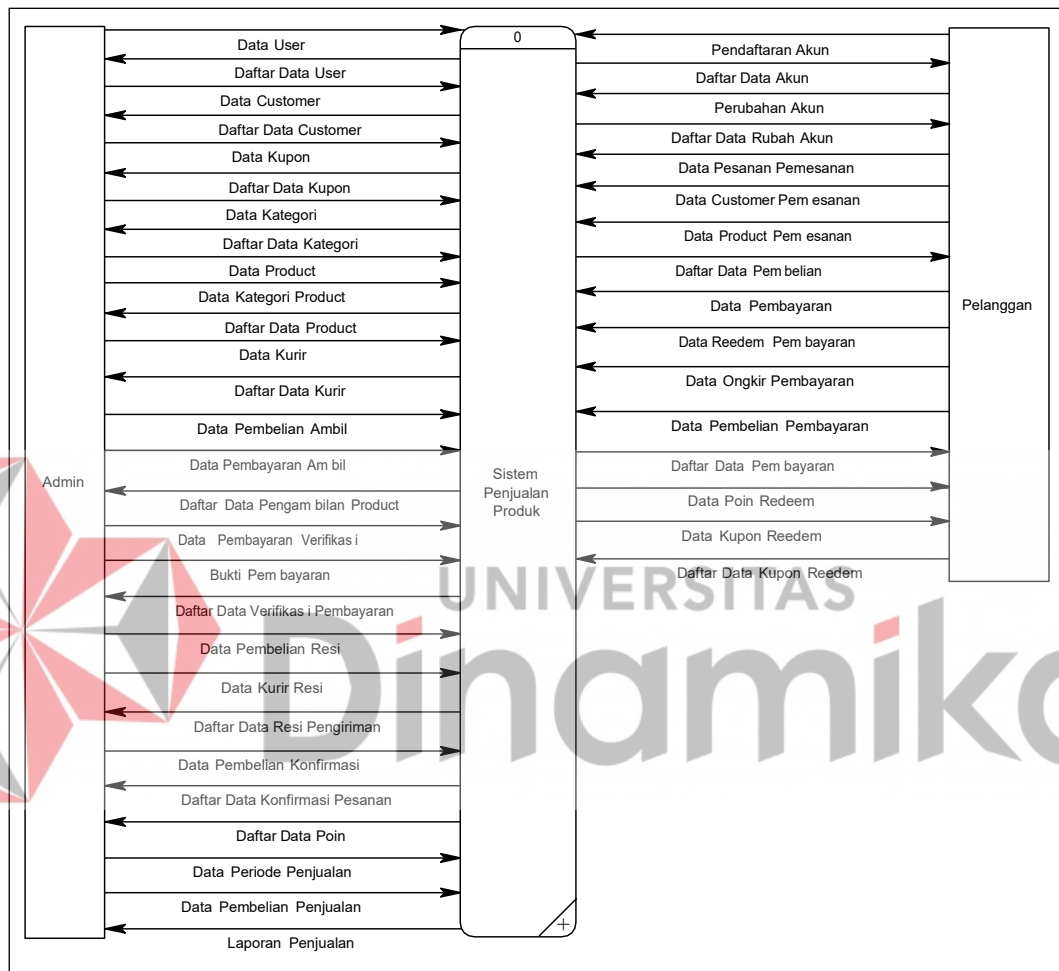 0
Data User
Daftar Data User
Data Customer
Daftar Data Customer
Data Kupon
Daftar Data Kupon
Data Kategori
Daftar Data Kategori
Data Product
Data Kategori Product
Daftar Data Product
Data Kurir
Daftar Data Kurir
Data Pembelian Ambil
Data Pembayaran Am bil
Daftar Data Pengam bilan Product
Data Pembayaran Verifikas i
Bukti Pem bayaran
Daftar Data Verifikas i Pembayaran
Data Pembelian Resi
Data Kurir Resi
Daftar Data Resi Pengiriman
Data Pembelian Konfirmasi
Daftar Data Konfirmasi Pesanan
Daftar Data Poin
Data Periode Penjualan
Data Pembelian Penjualan
Laporan Penjualan
Admin
Sistem
Penjualan
Produk
Pendaftaran Akun
Daftar Data Akun
Perubahan Akun
Daftar Data Rubah Akun
Data Pesanan Pemesanan
Data Customer Pem esanan
Data Product Pem esanan
Daftar Data Pem belian
Data Pembayaran
Data Reedem Pem bayaran
Data Ongkir Pembayaran
Data Pembelian Pembayaran
Daftar Data Pem bayaran
Data Poin Redeem
Data Kupon Reedem
Daftar Data Kupon Reedem
Pelanggan
UNIVERSITAS
Dinamika